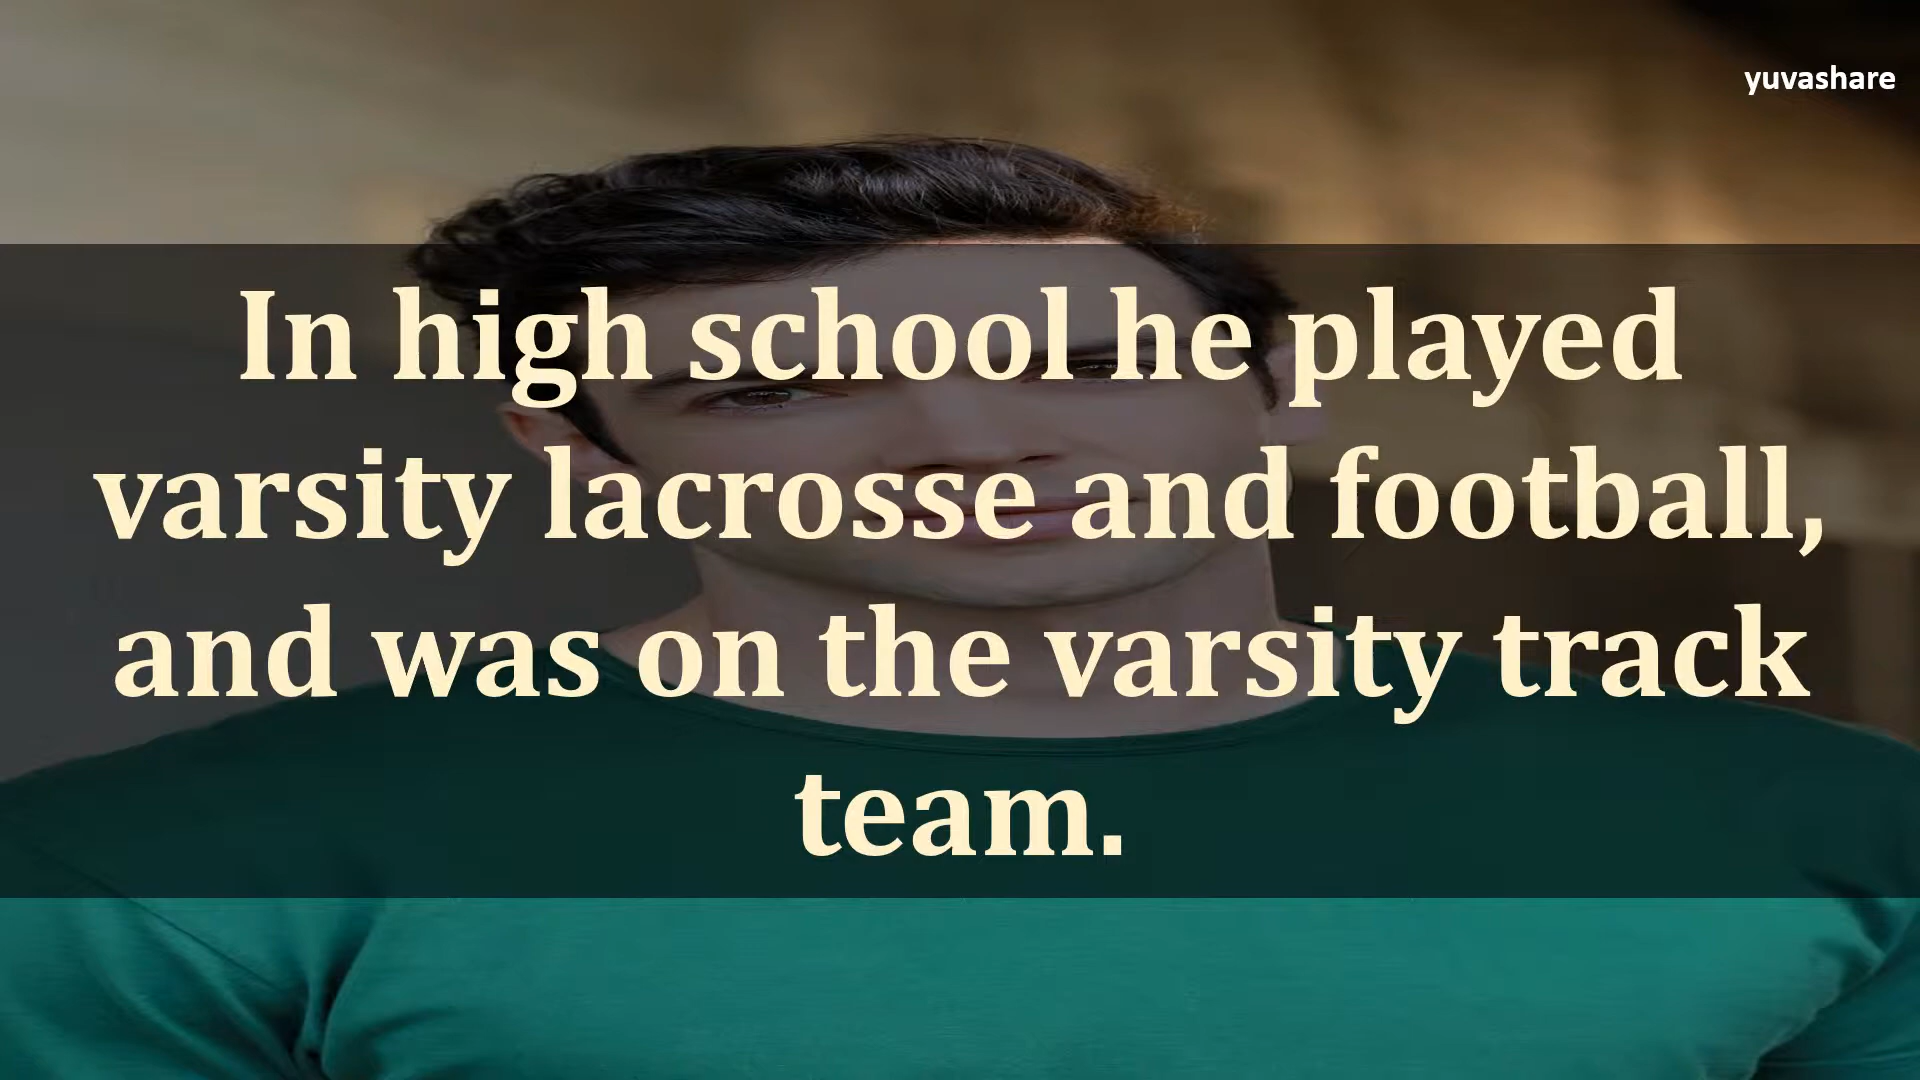 yuvashare
In high school he played
varsity lacrosse and football,
and was on the varsity track
team.